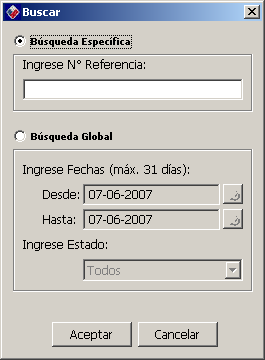 Buscar
Búsqueda Específica
Ingrese N° Referencia:
Búsqueda Global
Ingrese Fechas (máx. 31 días):
Desde: 07-06-2007
Hasta: 07-06-2007
Ingrese Estado:
Todos
Aceptar Cancelar